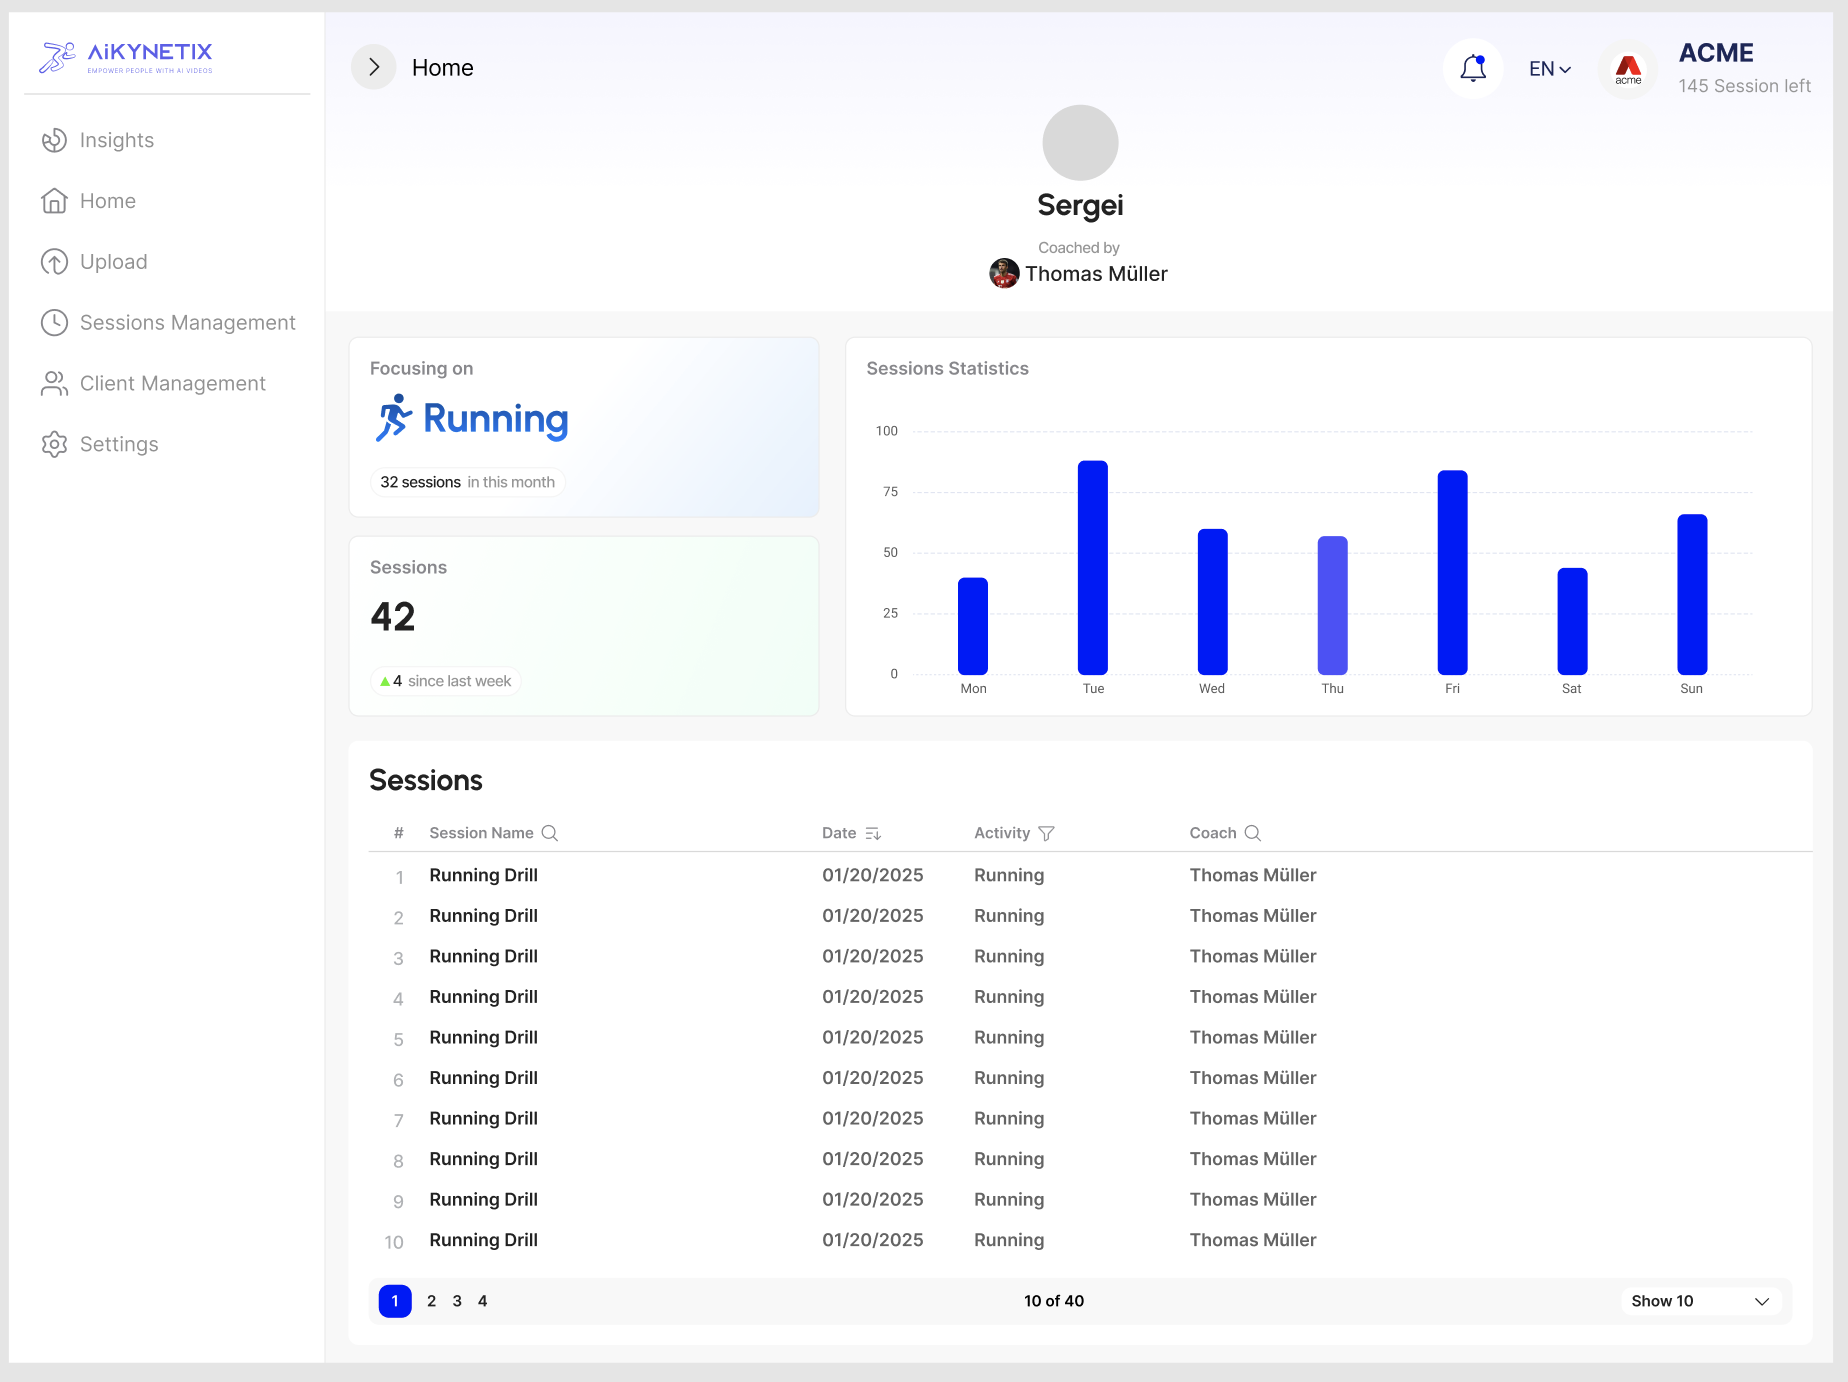 AiKYNETIX
EMPOWER PEOPLE WITH AI VIDEOS
Insights
Home
Upload
Sessions Management
Client Management
Settings
Home
EN
acme
ACME
145 Session left
Sergei
Coached by
Thomas Müller
Focusing on
Running
32 sessions in this month
Sessions
42
4 since last week
Sessions Statistics
100
75
50
25
0
Mon Tue Wed Thu Fri Sat Sun
Sessions
# Session Name Date Activity Coach
1 Running Drill 01/20/2025 Running Thomas Müller
2 Running Drill 01/20/2025 Running Thomas Müller
3 Running Drill 01/20/2025 Running Thomas Müller
4 Running Drill 01/20/2025 Running Thomas Müller
5 Running Drill 01/20/2025 Running Thomas Müller
6 Running Drill 01/20/2025 Running Thomas Müller
7 Running Drill 01/20/2025 Running Thomas Müller
8 Running Drill 01/20/2025 Running Thomas Müller
9 Running Drill 01/20/2025 Running Thomas Müller
10 Running Drill 01/20/2025 Running Thomas Müller
1 2 3 4 10 of 40 Show 10